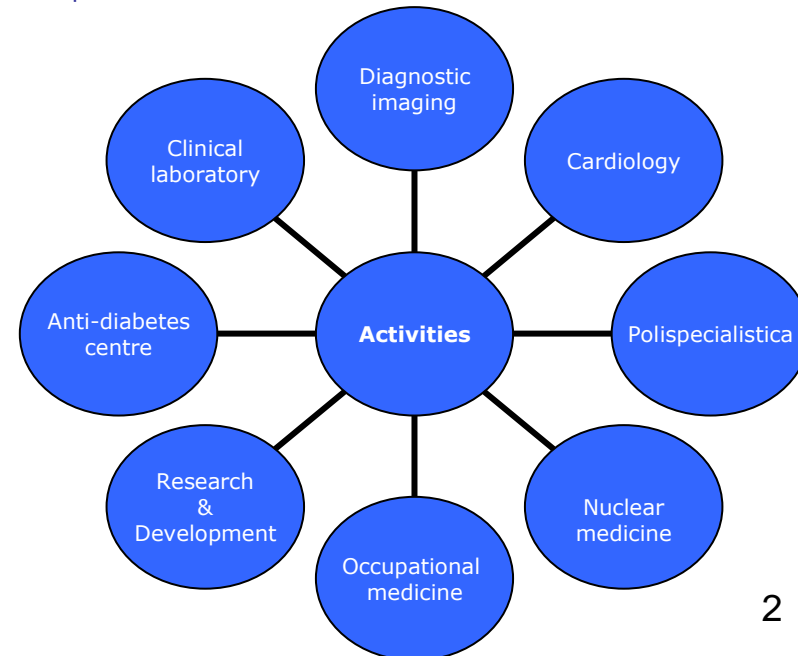 Diagnostic
imaging
Clinical
laboratory
Cardiology
Anti-diabetes
centre
Activities
Polispecialistica
Research
&
Development
Nuclear
medicine
Occupational
medicine
2